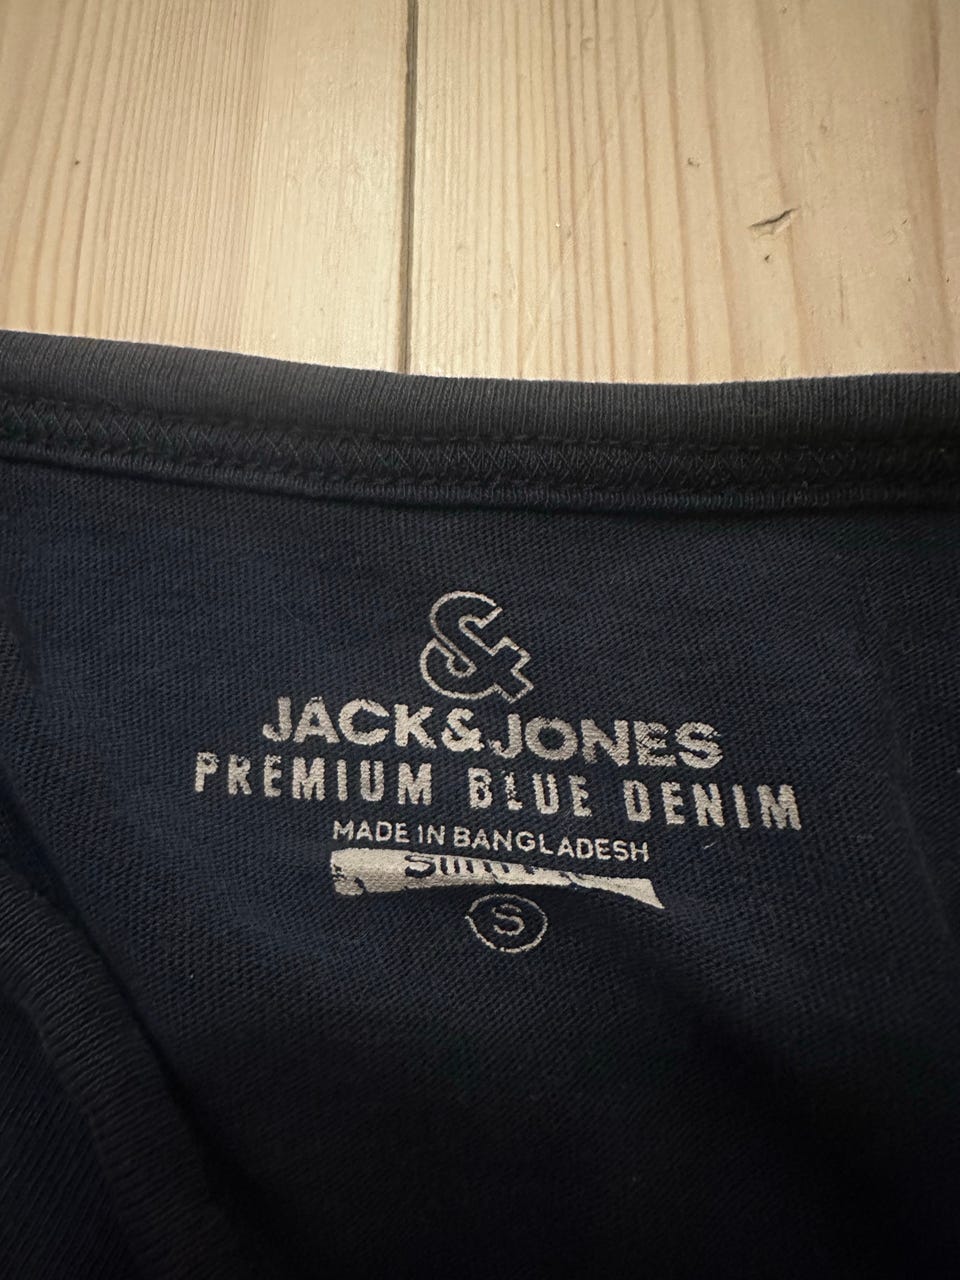 &
JACK&JONES
PREMIUM BLUE DENIM
MADE IN BANGLADESH
S